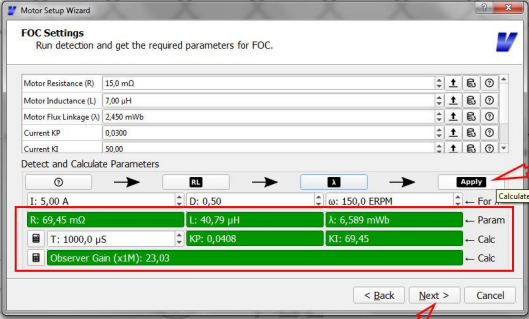 Motor Setup Wizard
FOC Settings
Run detection and get the required parameters for FOC.
Motor Resistance (R) 15,0 mΩ
Motor Inductance (L) 7,00 µH
Motor Flux Linkage (λ) 2,450 mWb
Current KP 0,0300
Current KI 50,00
Detect and Calculate Parameters
RL λ Apply
I: 5,00 A D: 0,50 ω: 150,0 ERPM ← For λ
Calculate
R: 69,45 mΩ L: 40,79 µH λ: 6,589 mWb ← Param
T: 1000,0 µS KP: 0,0408 KI: 69,45 ← Calc
Observer Gain (x1M): 23,03 ← Calc
< Back Next > Cancel